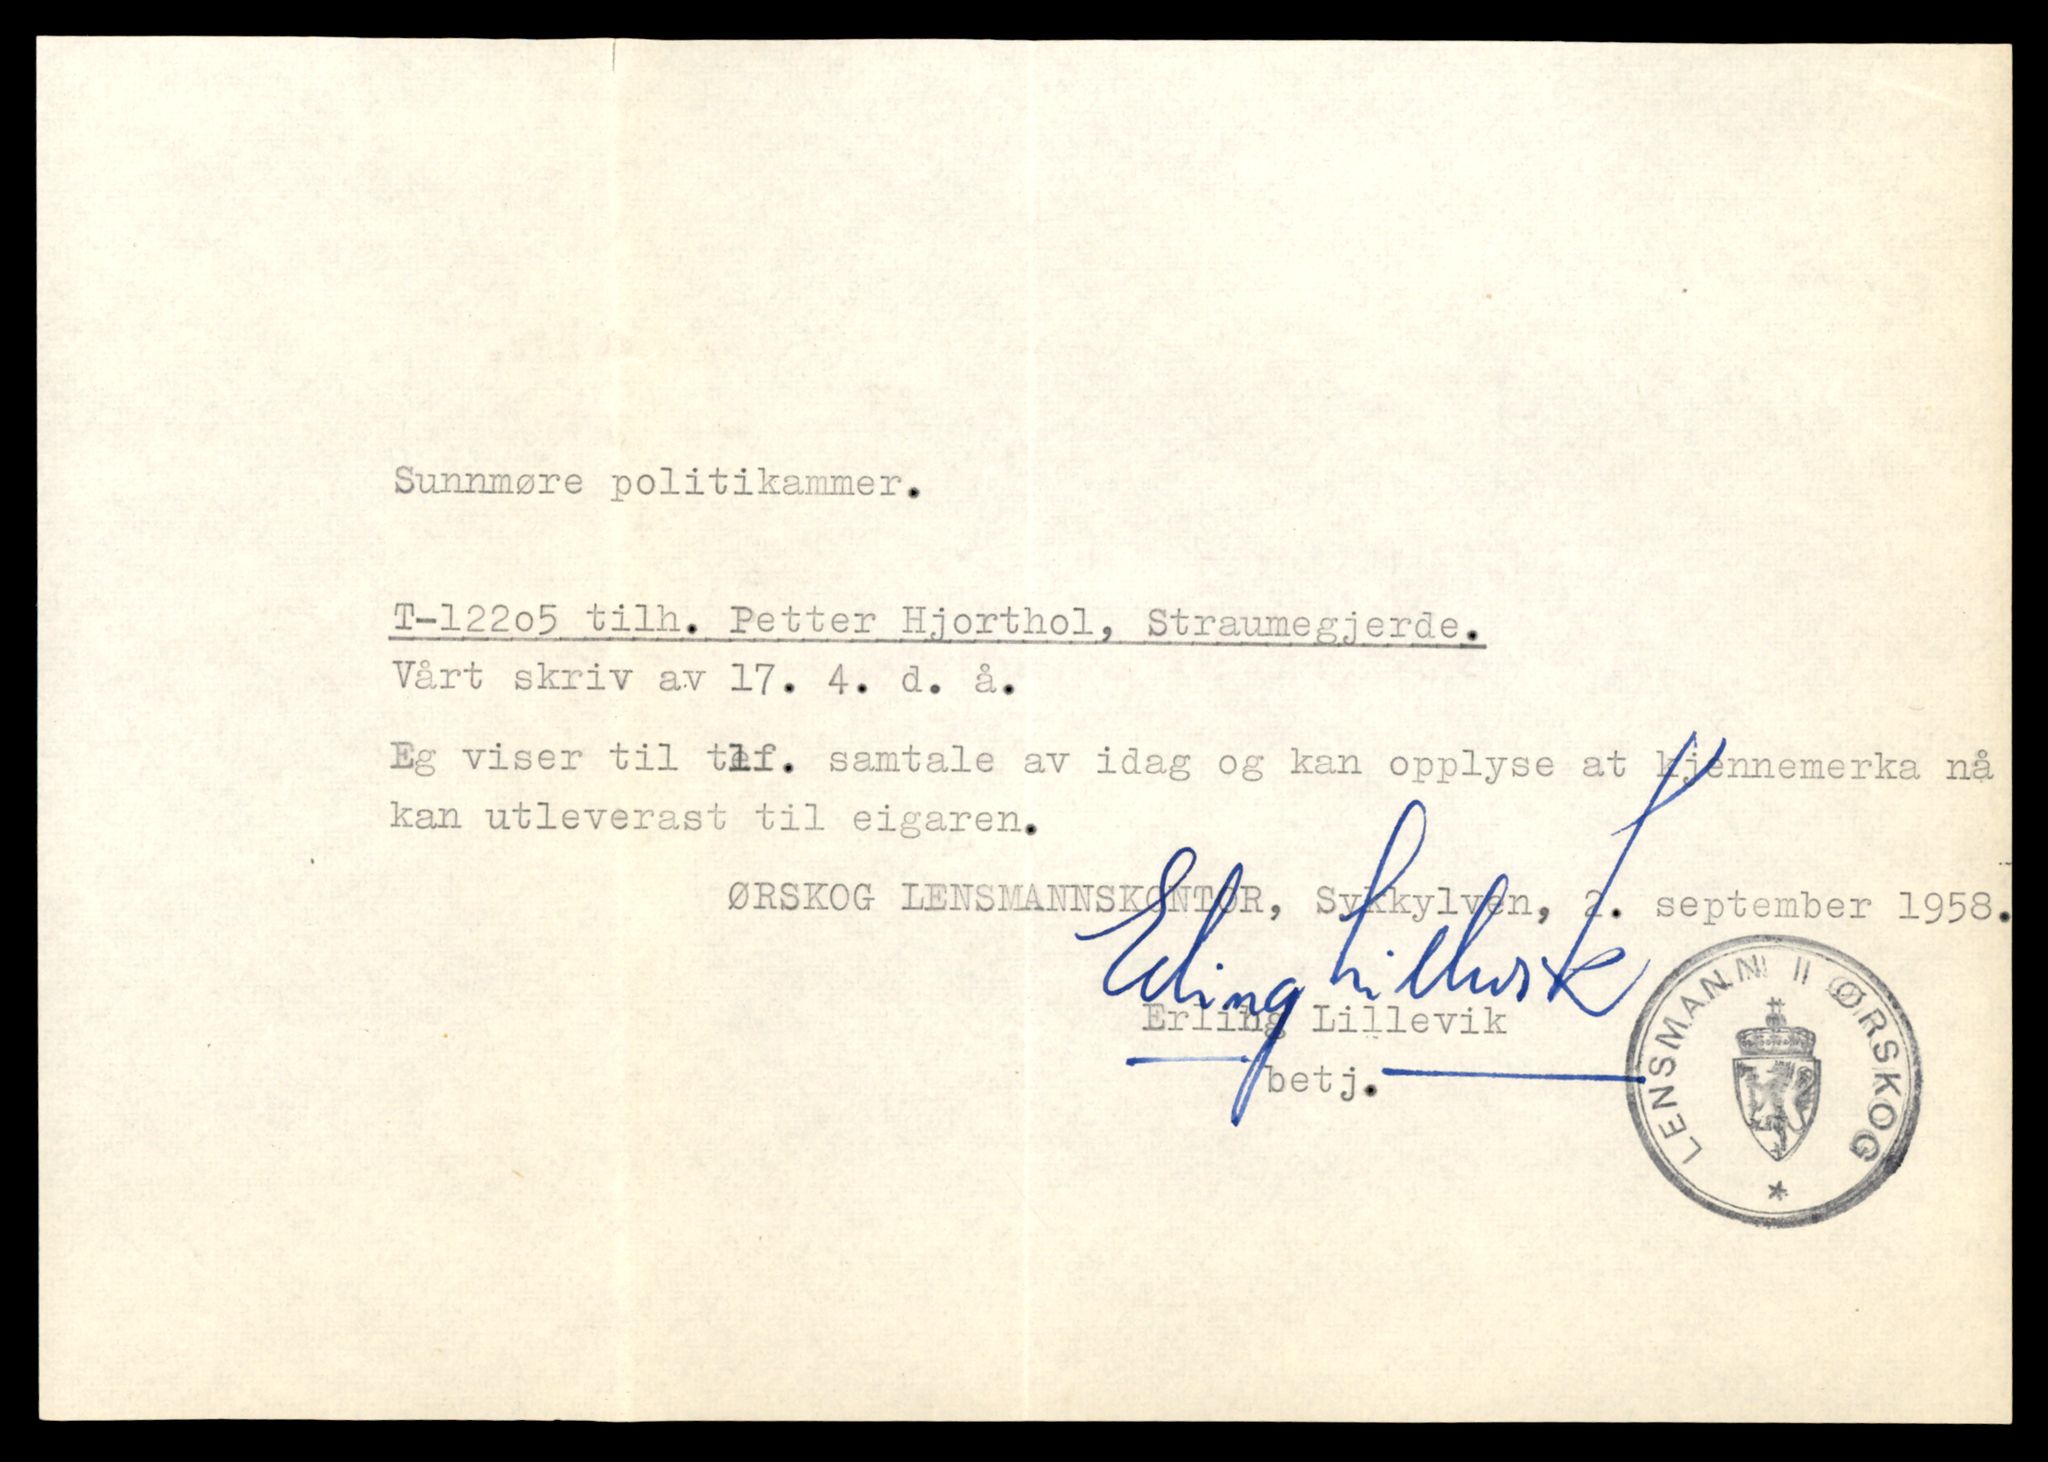 Sunnmøre politikammer.
T-122o5 tilh. Petter Hjorthol, Straumegjerde.
Vårt skriv av 17. 4. d. å.
Eg viser til tlf. samtale av idag og kan opplyse at kjennemerka nå
kan utleverast til eigaren.
ØRSKOG LENSMANNSKONTOR, Sykkylven, 2. september 1958.
Erling Lillevik
Erling Lillevik
betj.
LENSMANN I ØRSKOG